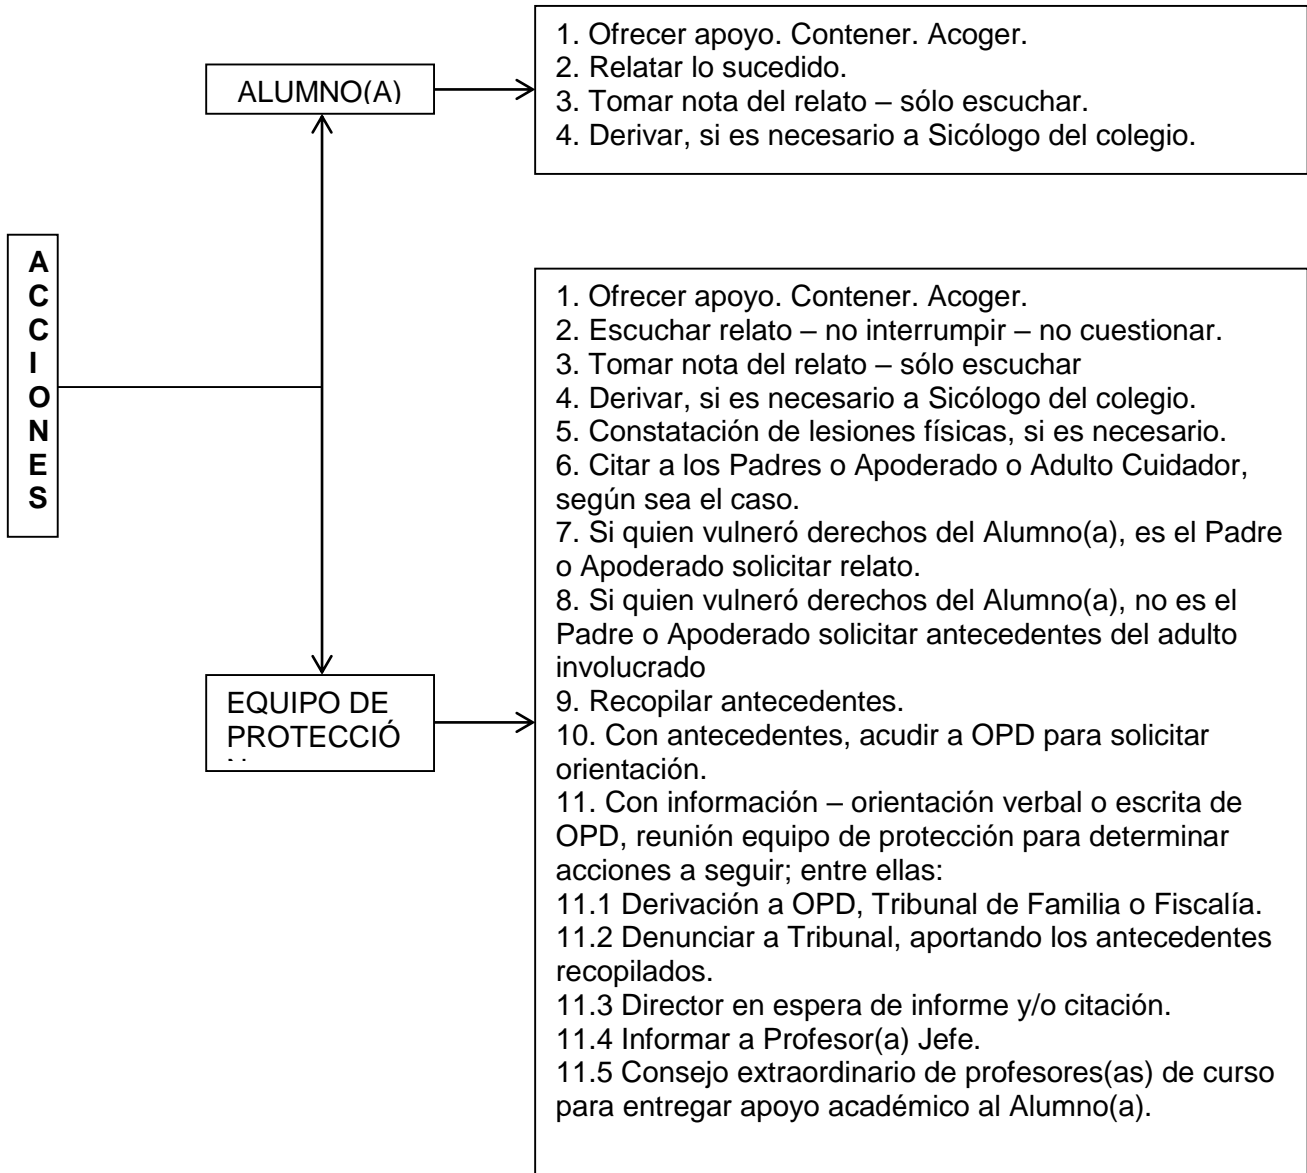 ACCIONES
ALUMNO(A)
1. Ofrecer apoyo. Contener. Acoger.
2. Relatar lo sucedido.
3. Tomar nota del relato – sólo escuchar.
4. Derivar, si es necesario a Sicólogo del colegio.
EQUIPO DE
PROTECCIÓ
1. Ofrecer apoyo. Contener. Acoger.
2. Escuchar relato – no interrumpir – no cuestionar.
3. Tomar nota del relato – sólo escuchar
4. Derivar, si es necesario a Sicólogo del colegio.
5. Constatación de lesiones físicas, si es necesario.
6. Citar a los Padres o Apoderado o Adulto Cuidador,
según sea el caso.
7. Si quien vulneró derechos del Alumno(a), es el Padre
o Apoderado solicitar relato.
8. Si quien vulneró derechos del Alumno(a), no es el
Padre o Apoderado solicitar antecedentes del adulto
involucrado
9. Recopilar antecedentes.
10. Con antecedentes, acudir a OPD para solicitar
orientación.
11. Con información – orientación verbal o escrita de
OPD, reunión equipo de protección para determinar
acciones a seguir; entre ellas:
11.1 Derivación a OPD, Tribunal de Familia o Fiscalía.
11.2 Denunciar a Tribunal, aportando los antecedentes
recopilados.
11.3 Director en espera de informe y/o citación.
11.4 Informar a Profesor(a) Jefe.
11.5 Consejo extraordinario de profesores(as) de curso
para entregar apoyo académico al Alumno(a).